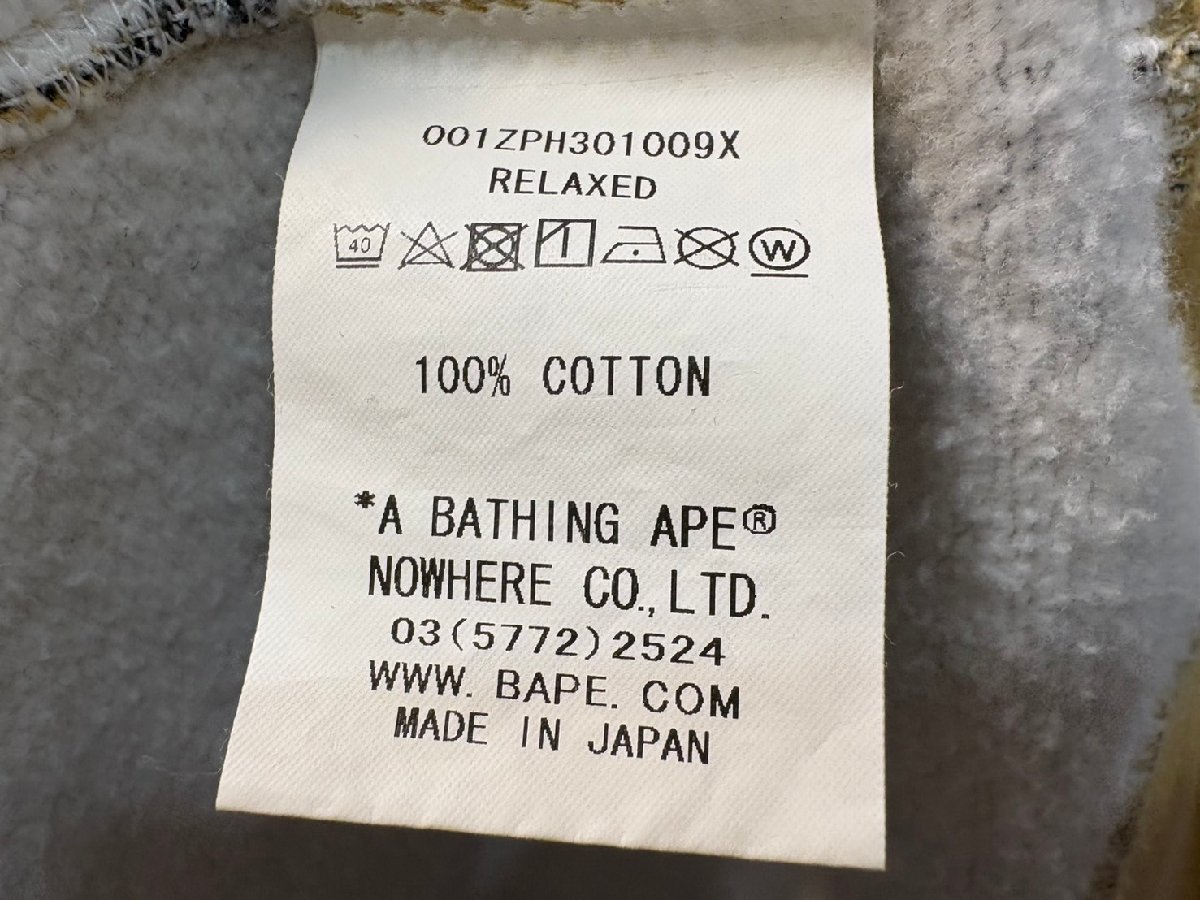 001ZPH301009X
RELAXED
40 W
100% COTTON
*A BATHING APE®
NOWHERE CO., LTD.
03(5772)2524
WWW. BAPE. COM
MADE IN JAPAN